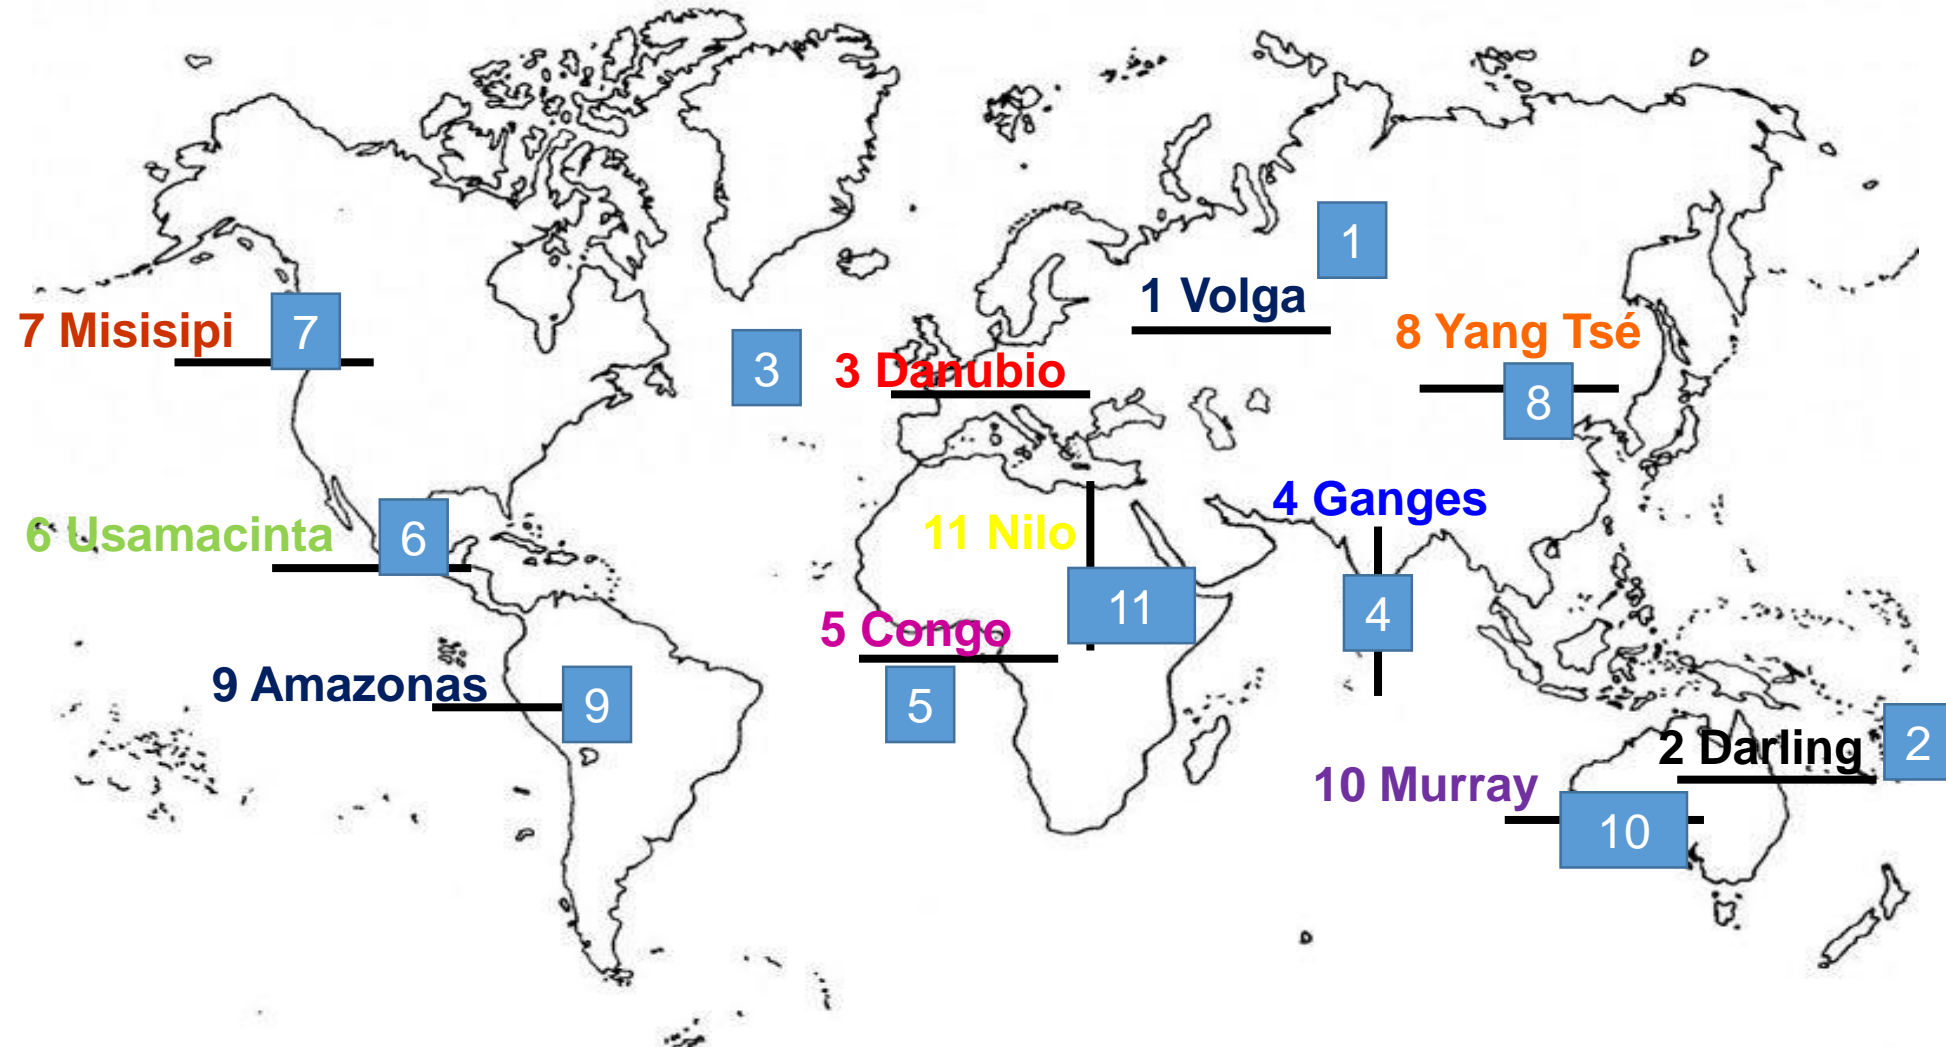 1
1 Volga
7 Misisipi
7
3
3 Danubio
8 Yang Tsé
8
4 Ganges
6 Usamacinta
6
11 Nilo
11
4
5 Congo
5
9 Amazonas
9
2 Darling
2
10 Murray
10